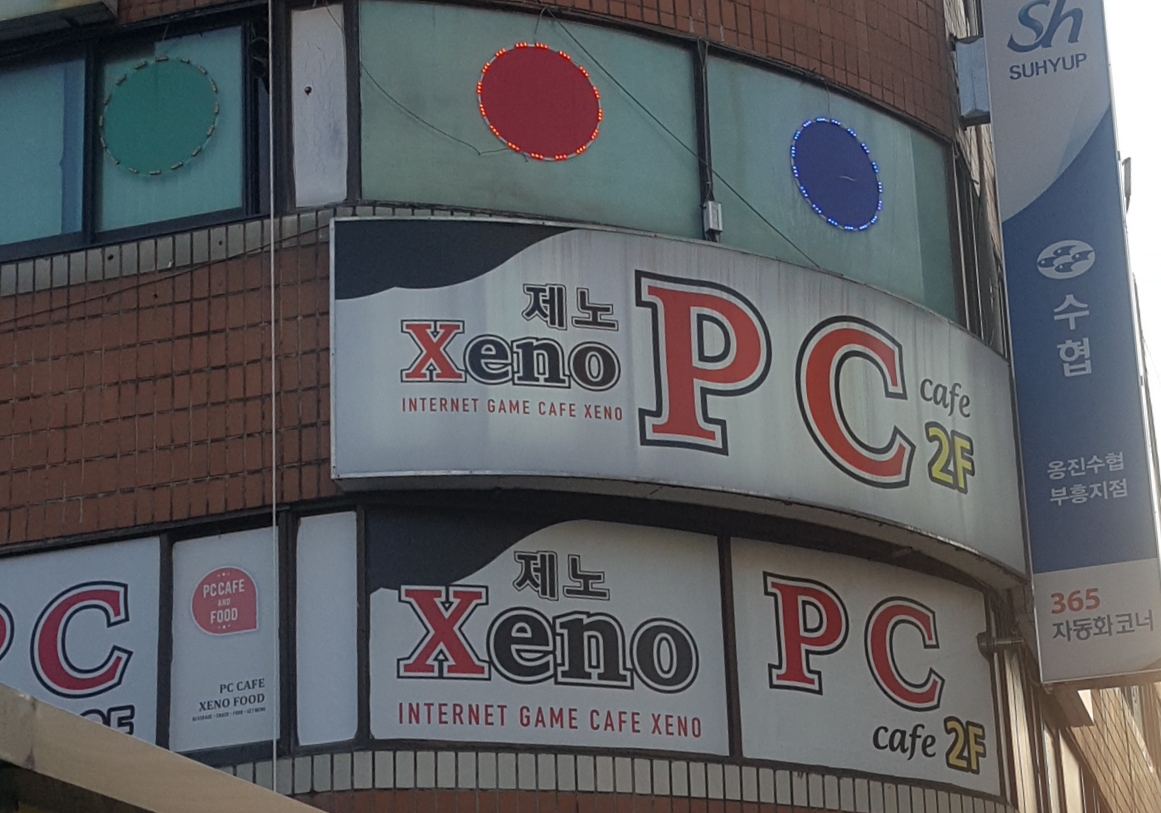 Sh
SUHYUP
수협
옹진수협
부흥지점
365
자동화코너
제노
Xeno
INTERNET GAME CAFE XENO
PC
cafe
2F
PC
2F
PC CAFE
AND
FOOD
PC CAFE
XENO FOOD
제노
Xeno
INTERNET GAME CAFE XENO
PC
cafe 2F